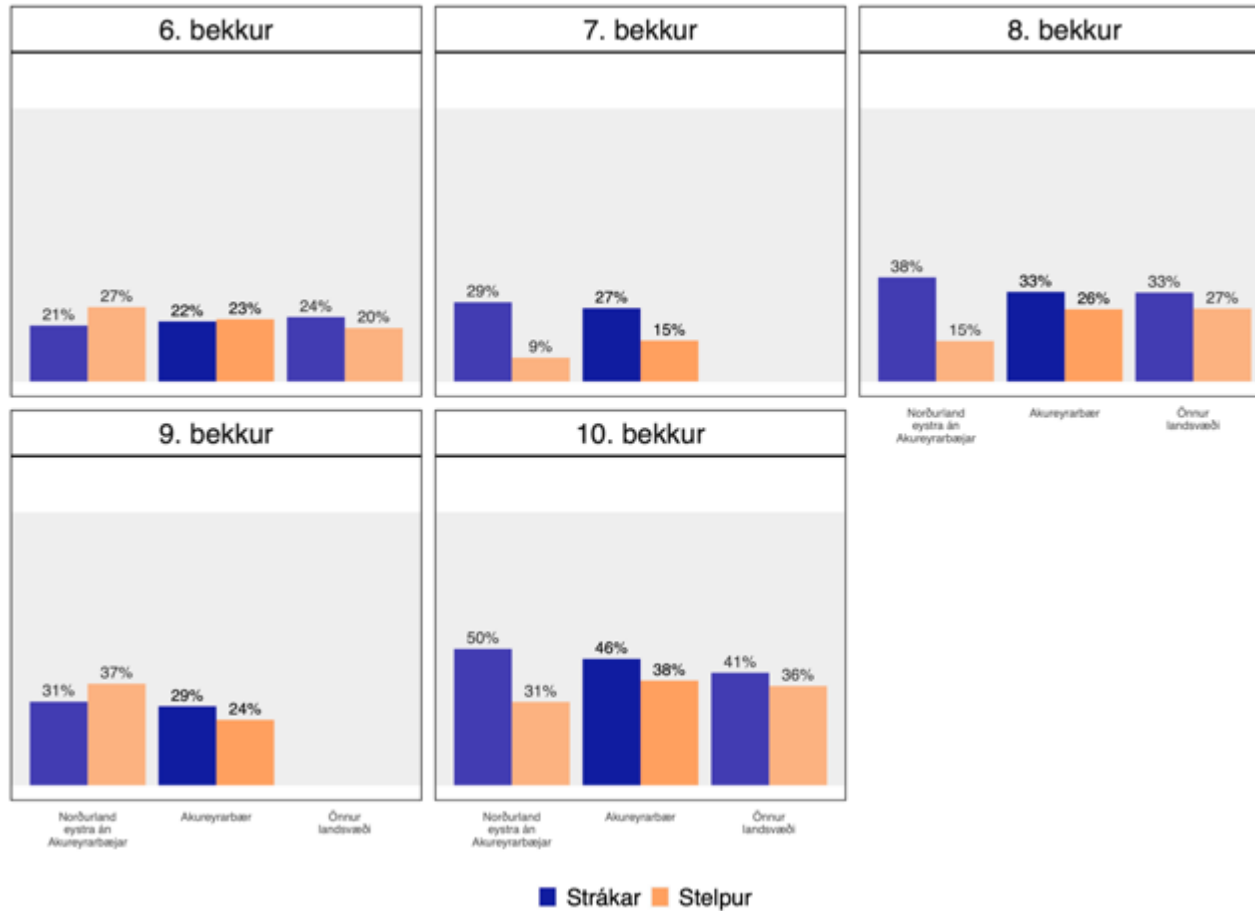 6. bekkur
21%
27%
22%
23%
24%
20%
7. bekkur
29%
9%
27%
15%
8. bekkur
38%
15%
33%
26%
33%
27%
Norðurland
eystra án
Akureyrarbæjar
Akureyrarbær
Önnur
landsvæði
9. bekkur
31%
37%
29%
24%
Norðurland
eystra án
Akureyrarbæjar
Akureyrarbær
Önnur
landsvæði
10. bekkur
50%
31%
46%
38%
41%
36%
Norðurland
eystra án
Akureyrarbæjar
Akureyrarbær
Önnur
landsvæði
Strákar
Stelpur